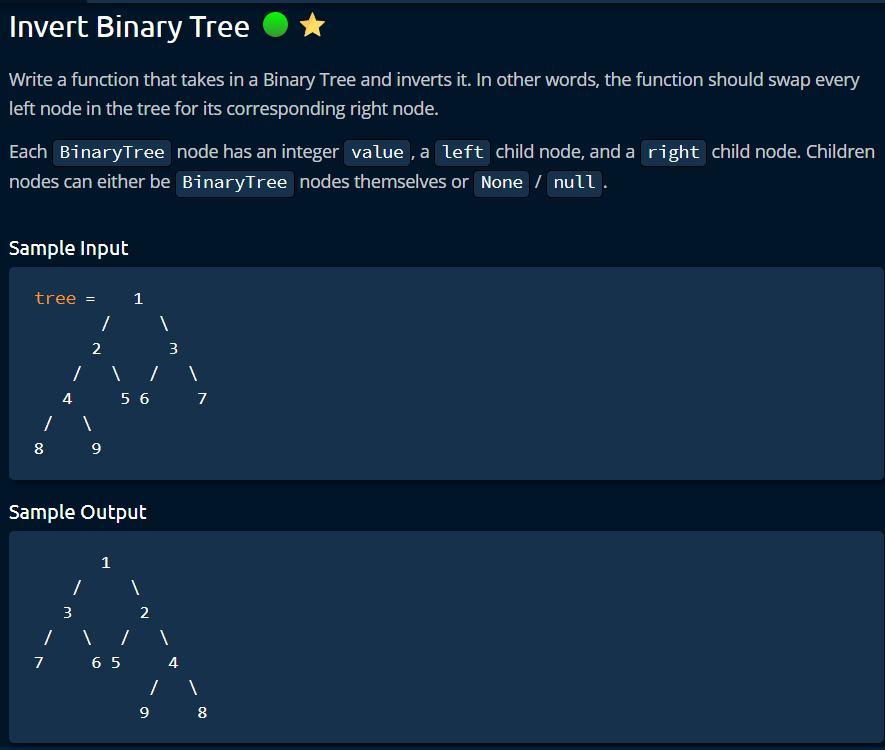 Invert Binary Tree
Write a function that takes in a Binary Tree and inverts it. In other words, the function should swap every
left node in the tree for its corresponding right node.
Each BinaryTree node has an integer value, a left child node, and a right child node. Children
nodes can either be BinaryTree nodes themselves or None / null.
Sample Input
tree =    1
       /     \
      2       3
    /   \   /   \
   4     5 6     7
 /   \
8     9
Sample Output
       1
    /     \
   3       2
 /   \   /   \
7     6 5     4
            /   \
           9     8